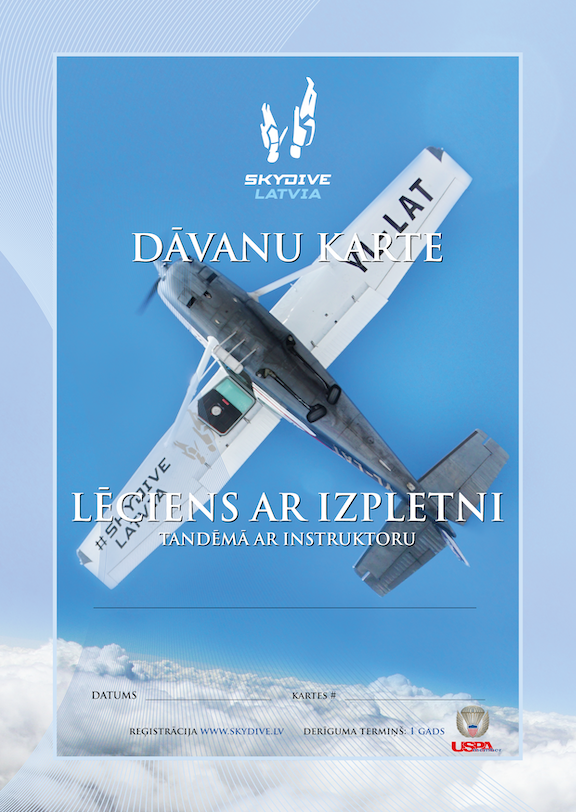 SKYDIVE
LATVIA
DĀVANU KARTE
YL-LAT
LĒCIENS AR IZPLETNI
#SKYDIVE
LATVIA
TANDĒMĀ AR INSTRUKTORU
DATUMS KARTES #
REGISTRĀCIJA WWW.SKYDIVE.LV DERĪGUMA TERMIŅŠ: 1 GADS
USPA